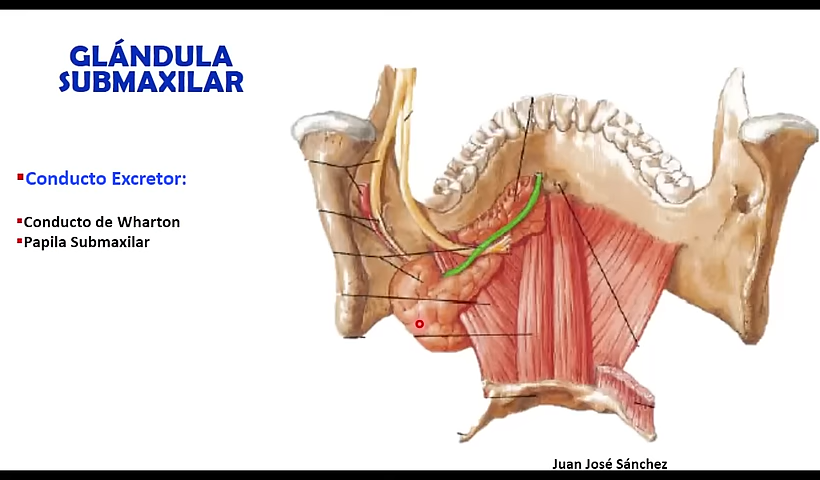 GLÁNDULA
SUBMAXILAR
Conducto Excretor:
Conducto de Wharton
Papila Submaxilar
Juan José Sánchez